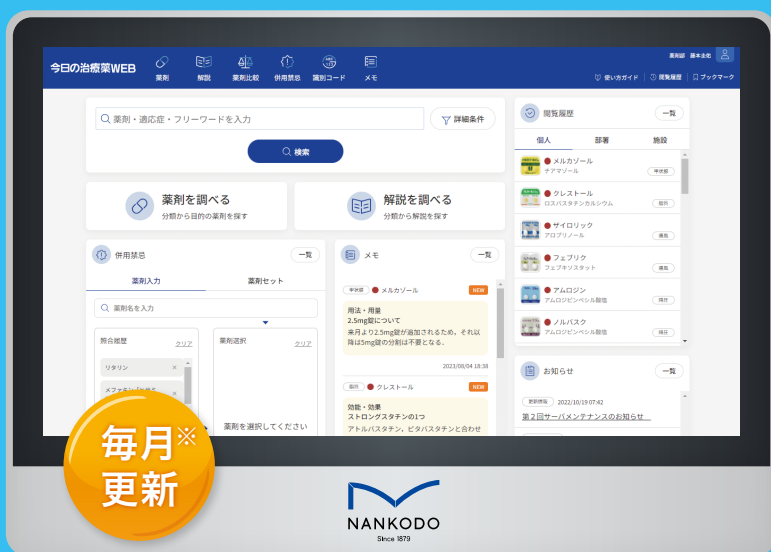 今日の治療薬WEB
薬剤
解説
薬剤比較
併用禁忌
識別コード
メモ
薬剤部 藤本圭佑
使い方ガイド
閲覧履歴
ブックマーク
薬剤・適応症・フリーワードを入力
詳細条件
検索
薬剤を調べる
分類から目的の薬剤を探す
解説を調べる
分類から解説を探す
併用禁忌
一覧
薬剤入力
薬剤セット
薬剤名を入力
照合履歴
クリア
リタリン
×
薬剤選択
クリア
薬剤を選択してください
メモ
一覧
甲状腺
メルカゾール
NEW
用法・用量
2.5mg錠について
来月より2.5mg錠が追加されるため、それ以
降は5mg錠の分割は不要となる.
2023/08/04 18:38
脂質
クレストール
NEW
効能・効果
ストロングスタチンの1つ
アトルバスタチン，ピタバスタチンと合わせ
閲覧履歴
一覧
個人
部署
施設
メルカゾール
チアマゾール
甲状腺
クレストール
ロスバスタチンカルシウム
脂質
ザイロリック
アロプリノール
痛風
フェブリク
フェブキソスタット
痛風
アムロジン
アムロジピンベシル酸塩
降圧
ノルバスク
アムロジピンベシル酸塩
降圧
お知らせ
一覧
更新情報
2022/10/19 07:42
第2回サーバメンテナンスのお知らせ
毎月※
更新
NANKODO
Since 1879